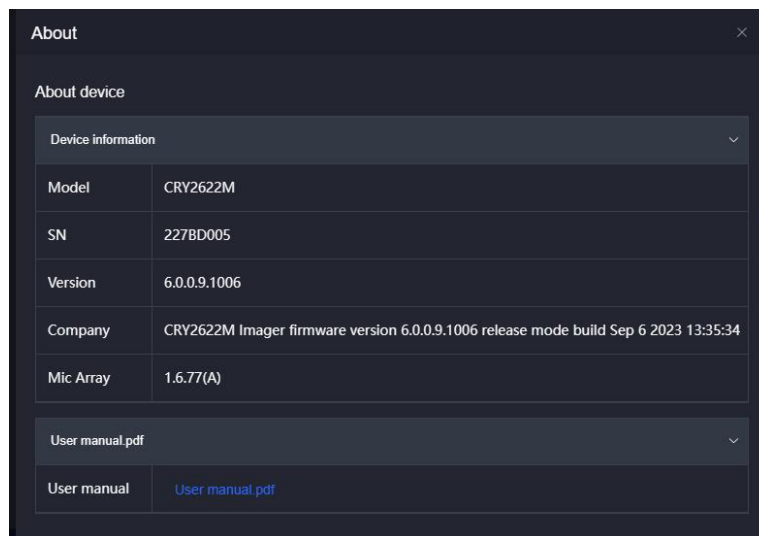 About
About device
Device information
Model CRY2622M
SN 227BD005
Version 6.0.0.9.1006
Company CRY2622M Imager firmware version 6.0.0.9.1006 release mode build Sep 6 2023 13:35:34
Mic Array 1.6.77(A)
User manual.pdf
User manual User manual.pdf